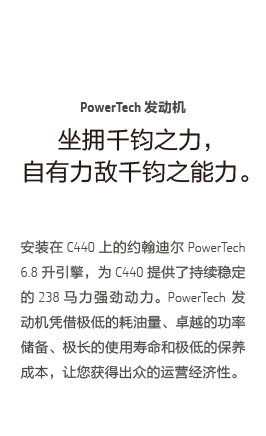 PowerTech 发动机
坐拥千钧之力，
自有力敌千钧之能力。
安装在 C440 上的约翰迪尔 PowerTech
6.8 升引擎，为 C440 提供了持续稳定
的 238 马力强劲动力。PowerTech 发
动机凭借极低的耗油量、卓越的功率
储备、极长的使用寿命和极低的保养
成本，让您获得出众的运营经济性。